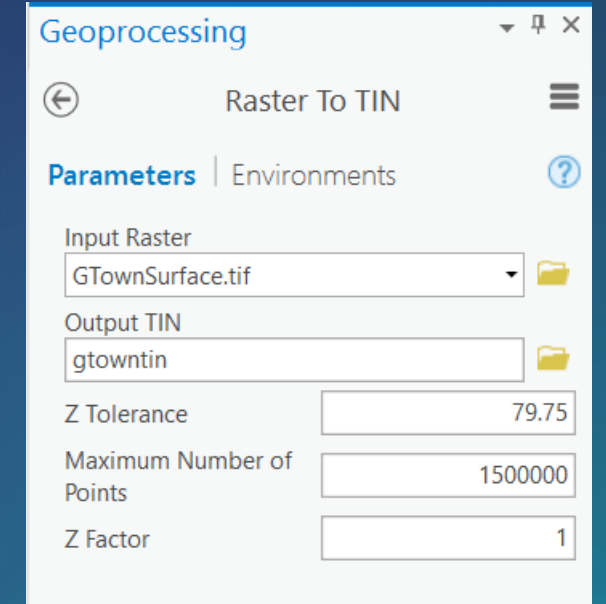 Geoprocessing
Raster To TIN
Parameters | Environments
?
Input Raster
GTownSurface.tif
Output TIN
gtowntin
Z Tolerance 79.75
Maximum Number of
Points 1500000
Z Factor 1